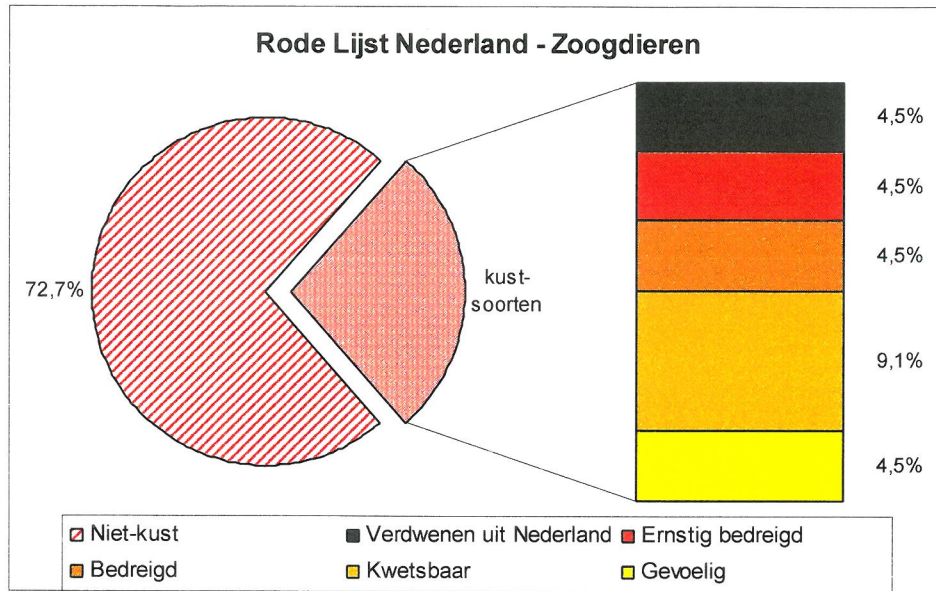 Rode Lijst Nederland - Zoogdieren
4,5%
4,5%
4,5%
72,7%
kust-
soorten
9,1%
4,5%
Niet-kust
Verdwenen uit Nederland
Ernstig bedreigd
Bedreigd
Kwetsbaar
Gevoelig